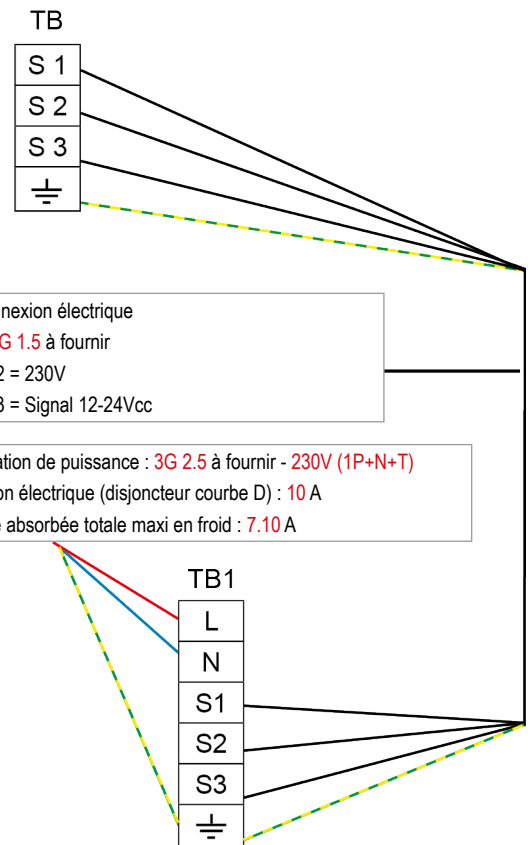 TB
S 1
S 2
S 3
nexion électrique
G 1.5 à fournir
2 = 230V
3 = Signal 12-24Vcc
ation de puissance : 3G 2.5 à fournir - 230V (1P+N+T)
on électrique (disjoncteur courbe D) : 10 A
absorbée totale maxi en froid : 7.10 A
TB1
L
N
S1
S2
S3